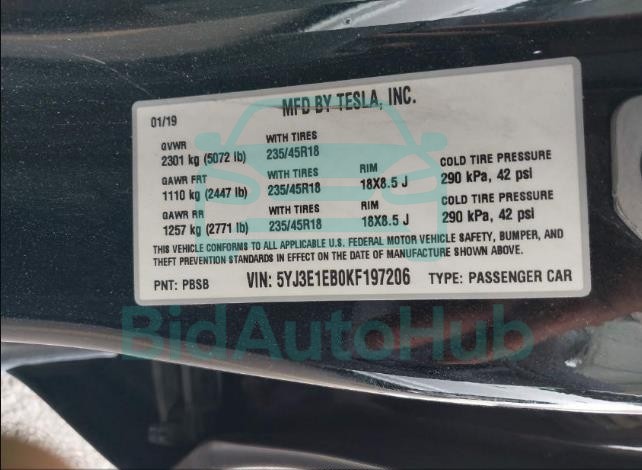 MFD BY TESLA, INC.
01/19
GVWR WITH TIRES
2301 kg (5072 lb) 235/45R18
GAWR FRT WITH TIRES RIM COLD TIRE PRESSURE
1110 kg (2447 lb) 235/45R18 18X8.5 J 290 kPa, 42 psi
GAWR RR WITH TIRES RIM COLD TIRE PRESSURE
1257 kg (2771 lb) 235/45R18 18X8.5 J 290 kPa, 42 psi
THIS VEHICLE CONFORMS TO ALL APPLICABLE U.S. FEDERAL MOTOR VEHICLE SAFETY, BUMPER, AND
THEFT PREVENTION STANDARDS IN EFFECT ON THE DATE OF MANUFACTURE SHOWN ABOVE.
PNT: PBSB VIN: 5YJ3E1EB0KF197206 TYPE: PASSENGER CAR
BidAutoHub